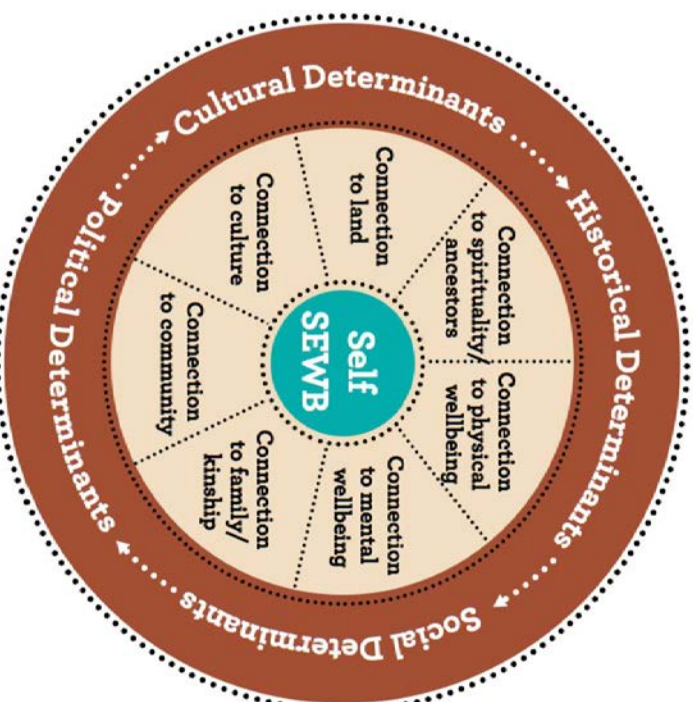 Cultural Determinants
Historical Determinants
Social Determinants
Political Determinants
Connection
to spirituality/
ancestors
Connection
to physical
wellbeing
Connection
to mental
wellbeing
Connection
to family/
kinship
Connection
to community
Connection
to culture
Connection
to land
Self
SEWB